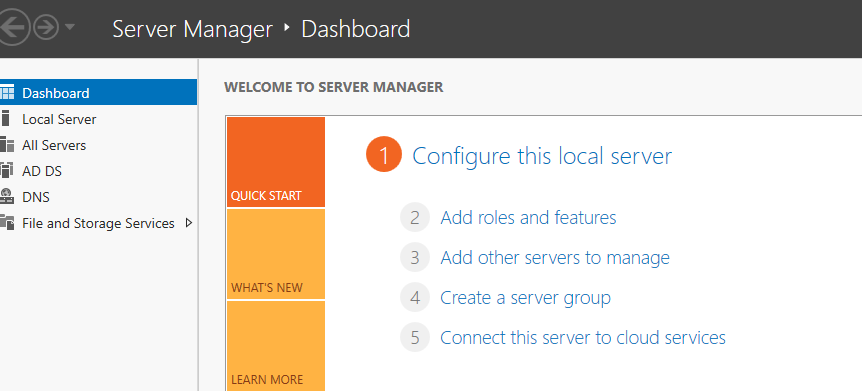 Server Manager ‣ Dashboard
Dashboard
Local Server
All Servers
AD DS
DNS
File and Storage Services
WELCOME TO SERVER MANAGER
QUICK START
WHAT'S NEW
LEARN MORE
1 Configure this local server
2 Add roles and features
3 Add other servers to manage
4 Create a server group
5 Connect this server to cloud services